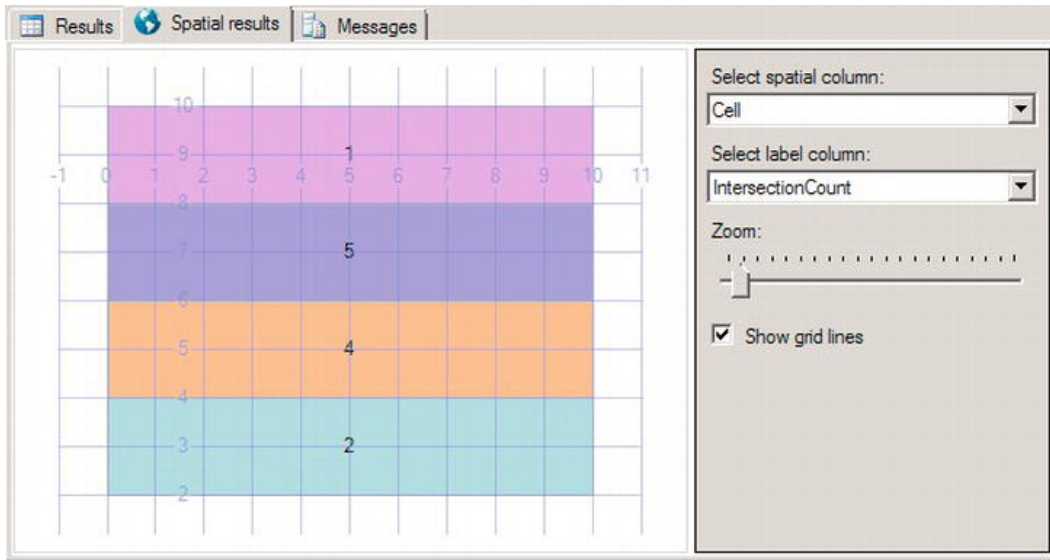 Results Spatial results Messages
Select spatial column:
Cell
Select label column:
IntersectionCount
Zoom:
Show grid lines
10
9 1
-1 0 1 2 3 4 5 6 7 8 9 10 11
8
7 5
6
5 4
4
3 2
2